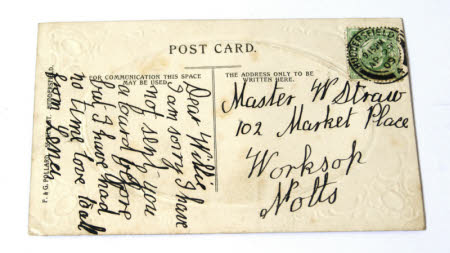 POST CARD.
FOR COMMUNICATION THIS SPACE
MAY BE USED.
THE ADDRESS ONLY TO BE
WRITTEN HERE.
Dear Willie
I am sorry I have
not sent you
a board before
but I have had
no time love to all
from
Master W Straw
102 Market Place
Worksop
Notts
HUDDERSFIELD